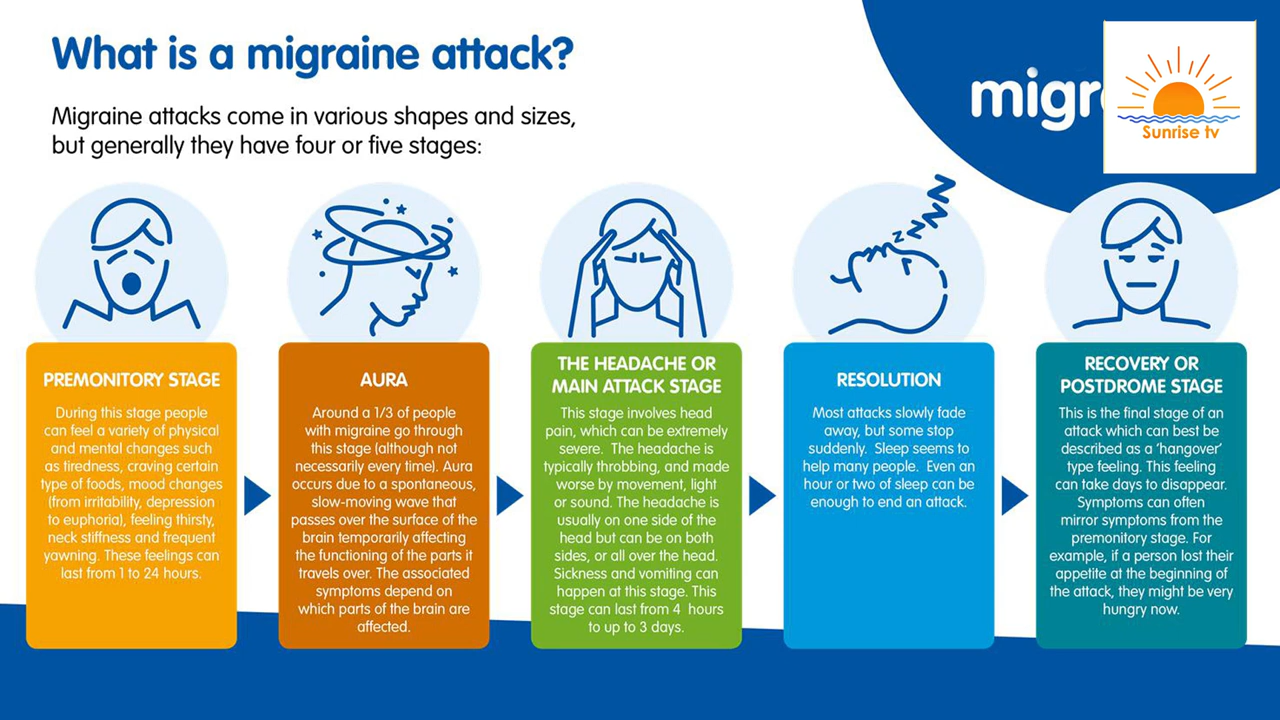 What is a migraine attack?
Migraine attacks come in various shapes and sizes,
but generally they have four or five stages:
migr
Sunrise tv
z z z z z z
PREMONITORY STAGE
During this stage people
can feel a variety of physical
and mental changes such
as tiredness, craving certain
type of foods, mood changes
(from irritability, depression
to euphoria), feeling thirsty,
neck stiffness and frequent
yawning. These feelings can
last from 1 to 24 hours.
AURA
Around a 1/3 of people
with migraine go through
this stage (although not
necessarily every time). Aura
occurs due to a spontaneous,
slow-moving wave that
passes over the surface of the
brain temporarily affecting
the functioning of the parts it
travels over. The associated
symptoms depend on
which parts of the brain are
affected.
THE HEADACHE OR
MAIN ATTACK STAGE
This stage involves head
pain, which can be extremely
severe. The headache is
typically throbbing, and made
worse by movement, light
or sound. The headache is
usually on one side of the
head but can be on both
sides, or all over the head.
Sickness and vomiting can
happen at this stage. This
stage can last from 4 hours
to up to 3 days.
RESOLUTION
Most attacks slowly fade
away, but some stop
suddenly. Sleep seems to
help many people. Even an
hour or two of sleep can be
enough to end an attack.
RECOVERY OR
POSTDROME STAGE
This is the final stage of an
attack which can best be
described as a 'hangover'
type feeling. This feeling
can take days to disappear.
Symptoms can often
mirror symptoms from the
premonitory stage. For
example, if a person lost their
appetite at the beginning of
the attack, they might be very
hungry now.